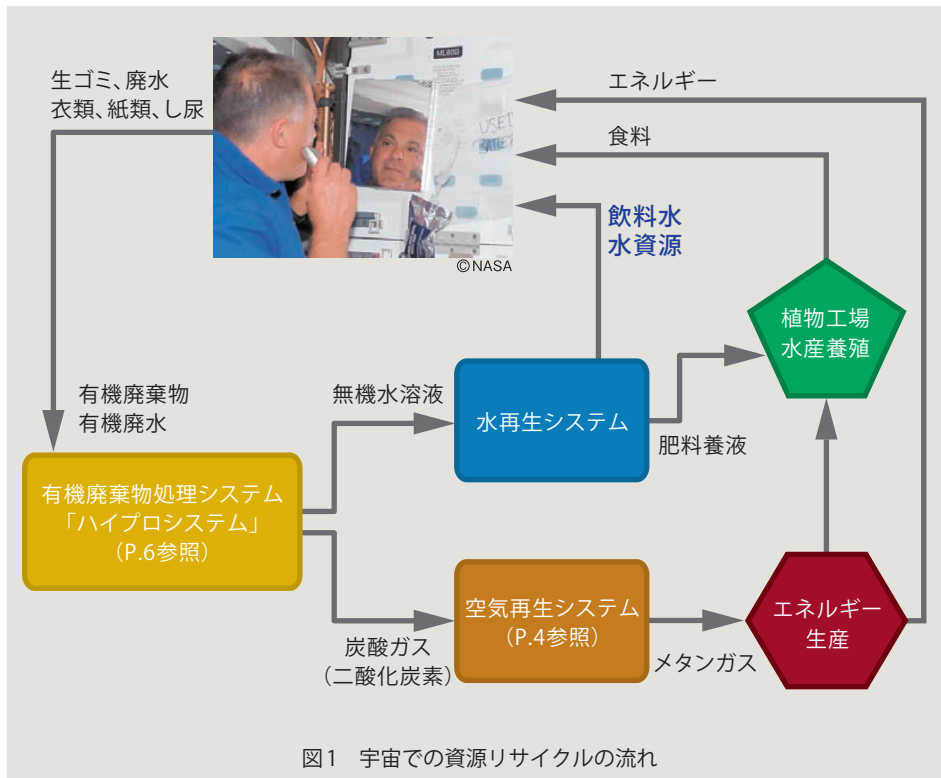 生ゴミ、廃水
衣類、紙類、し尿
ML60G
USED
©NASA
エネルギー
食料
飲料水
水資源
植物工場
水産養殖
有機廃棄物
有機廃水
無機水溶液
水再生システム
肥料養液
有機廃棄物処理システム
「ハイプロシステム」
(P.6参照)
炭酸ガス
(二酸化炭素)
空気再生システム
(P.4参照)
メタンガス
エネルギー
生産
図1 宇宙での資源リサイクルの流れ